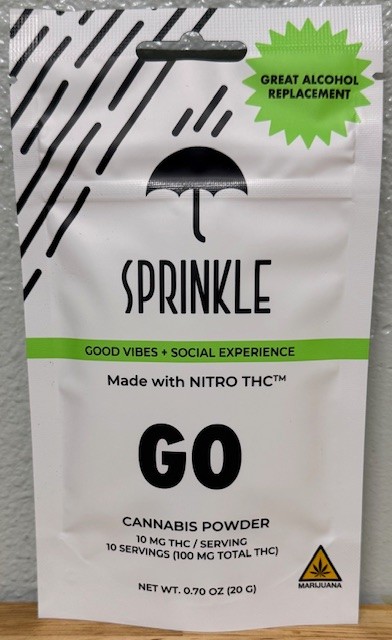 GREAT ALCOHOL
REPLACEMENT
SPRINKLE
GOOD VIBES + SOCIAL EXPERIENCE
Made with NITRO THC™
GO
CANNABIS POWDER
10 MG THC / SERVING
10 SERVINGS (100 MG TOTAL THC)
MARIJUANA
NET WT. 0.70 OZ (20 G)